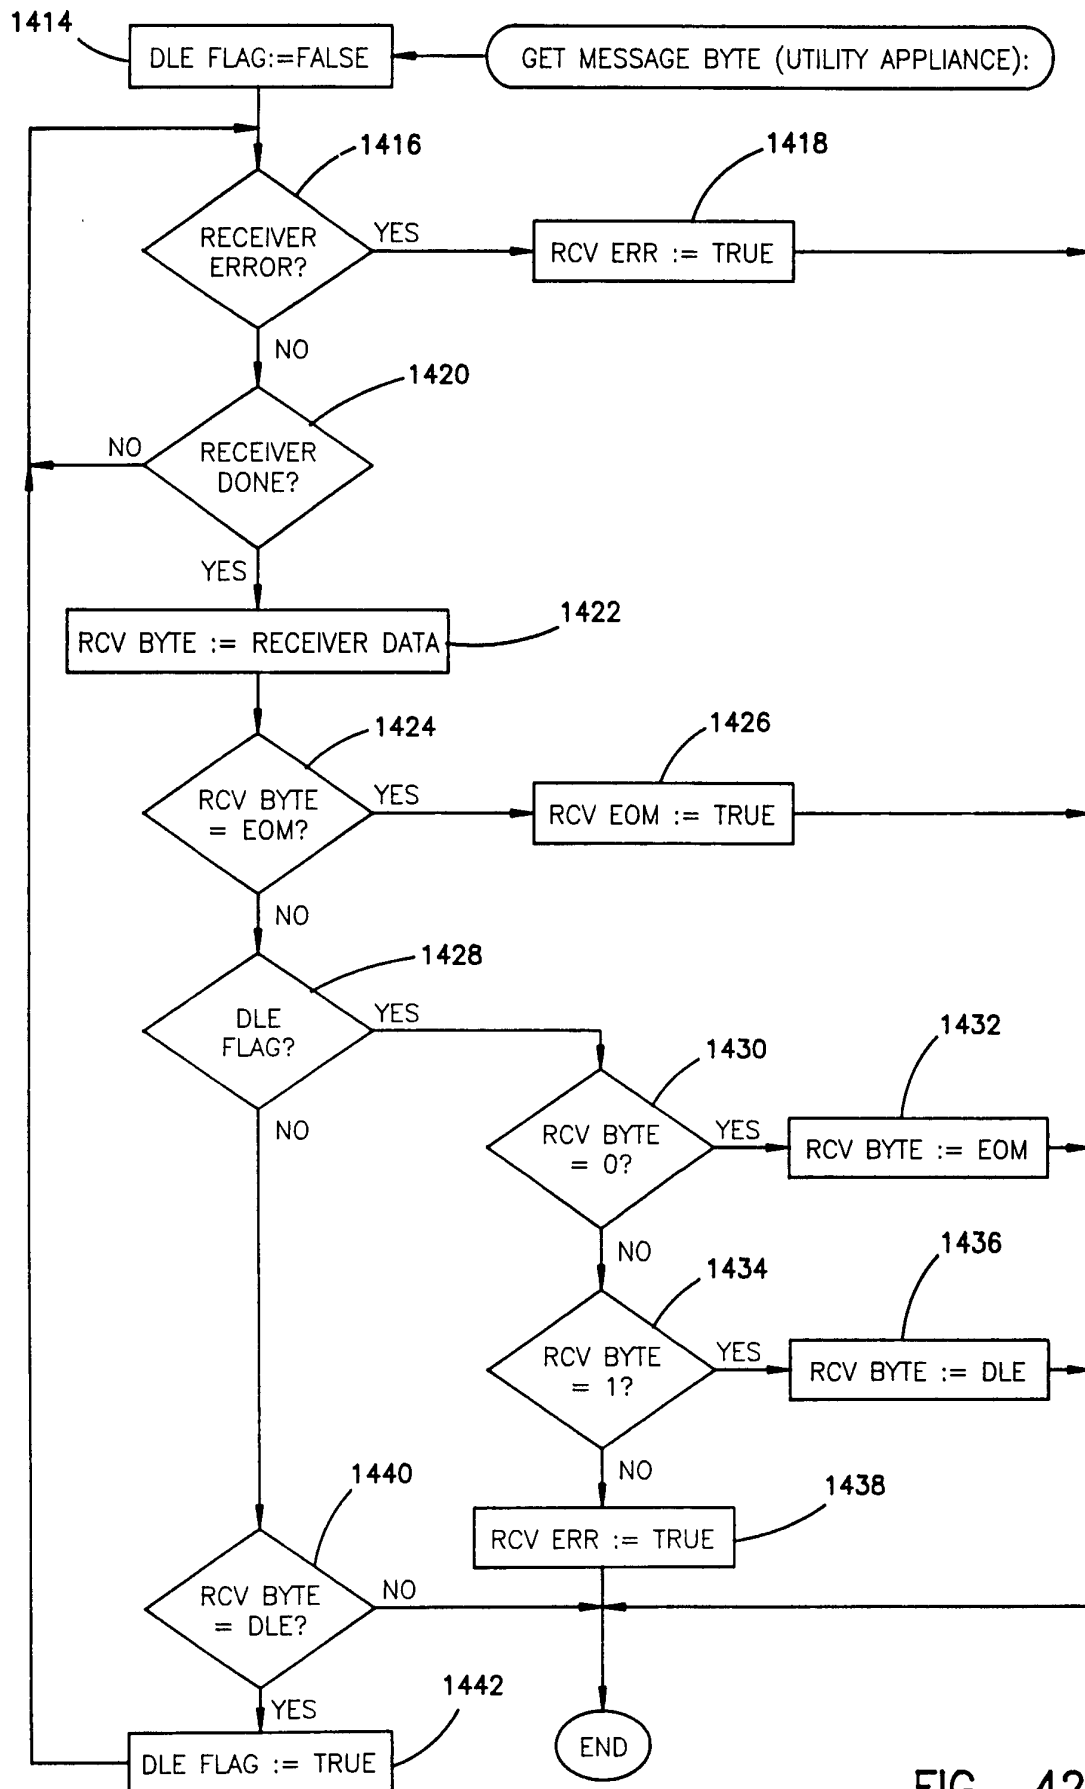 1414
DLE FLAG:=FALSE
GET MESSAGE BYTE (UTILITY APPLIANCE):
1416
1418
RECEIVER
ERROR?
YES
RCV ERR := TRUE
NO
1420
NO
RECEIVER
DONE?
YES
1422
RCV BYTE := RECEIVER DATA
1424
1426
RCV BYTE
= EOM?
YES
RCV EOM := TRUE
NO
1428
DLE
FLAG?
YES
NO
1430
1432
RCV BYTE
= 0?
YES
RCV BYTE := EOM
NO
1434
1436
RCV BYTE
= 1?
YES
RCV BYTE := DLE
NO
1438
RCV ERR := TRUE
1440
RCV BYTE
= DLE?
NO
YES
1442
DLE FLAG := TRUE
END
FIG. 42